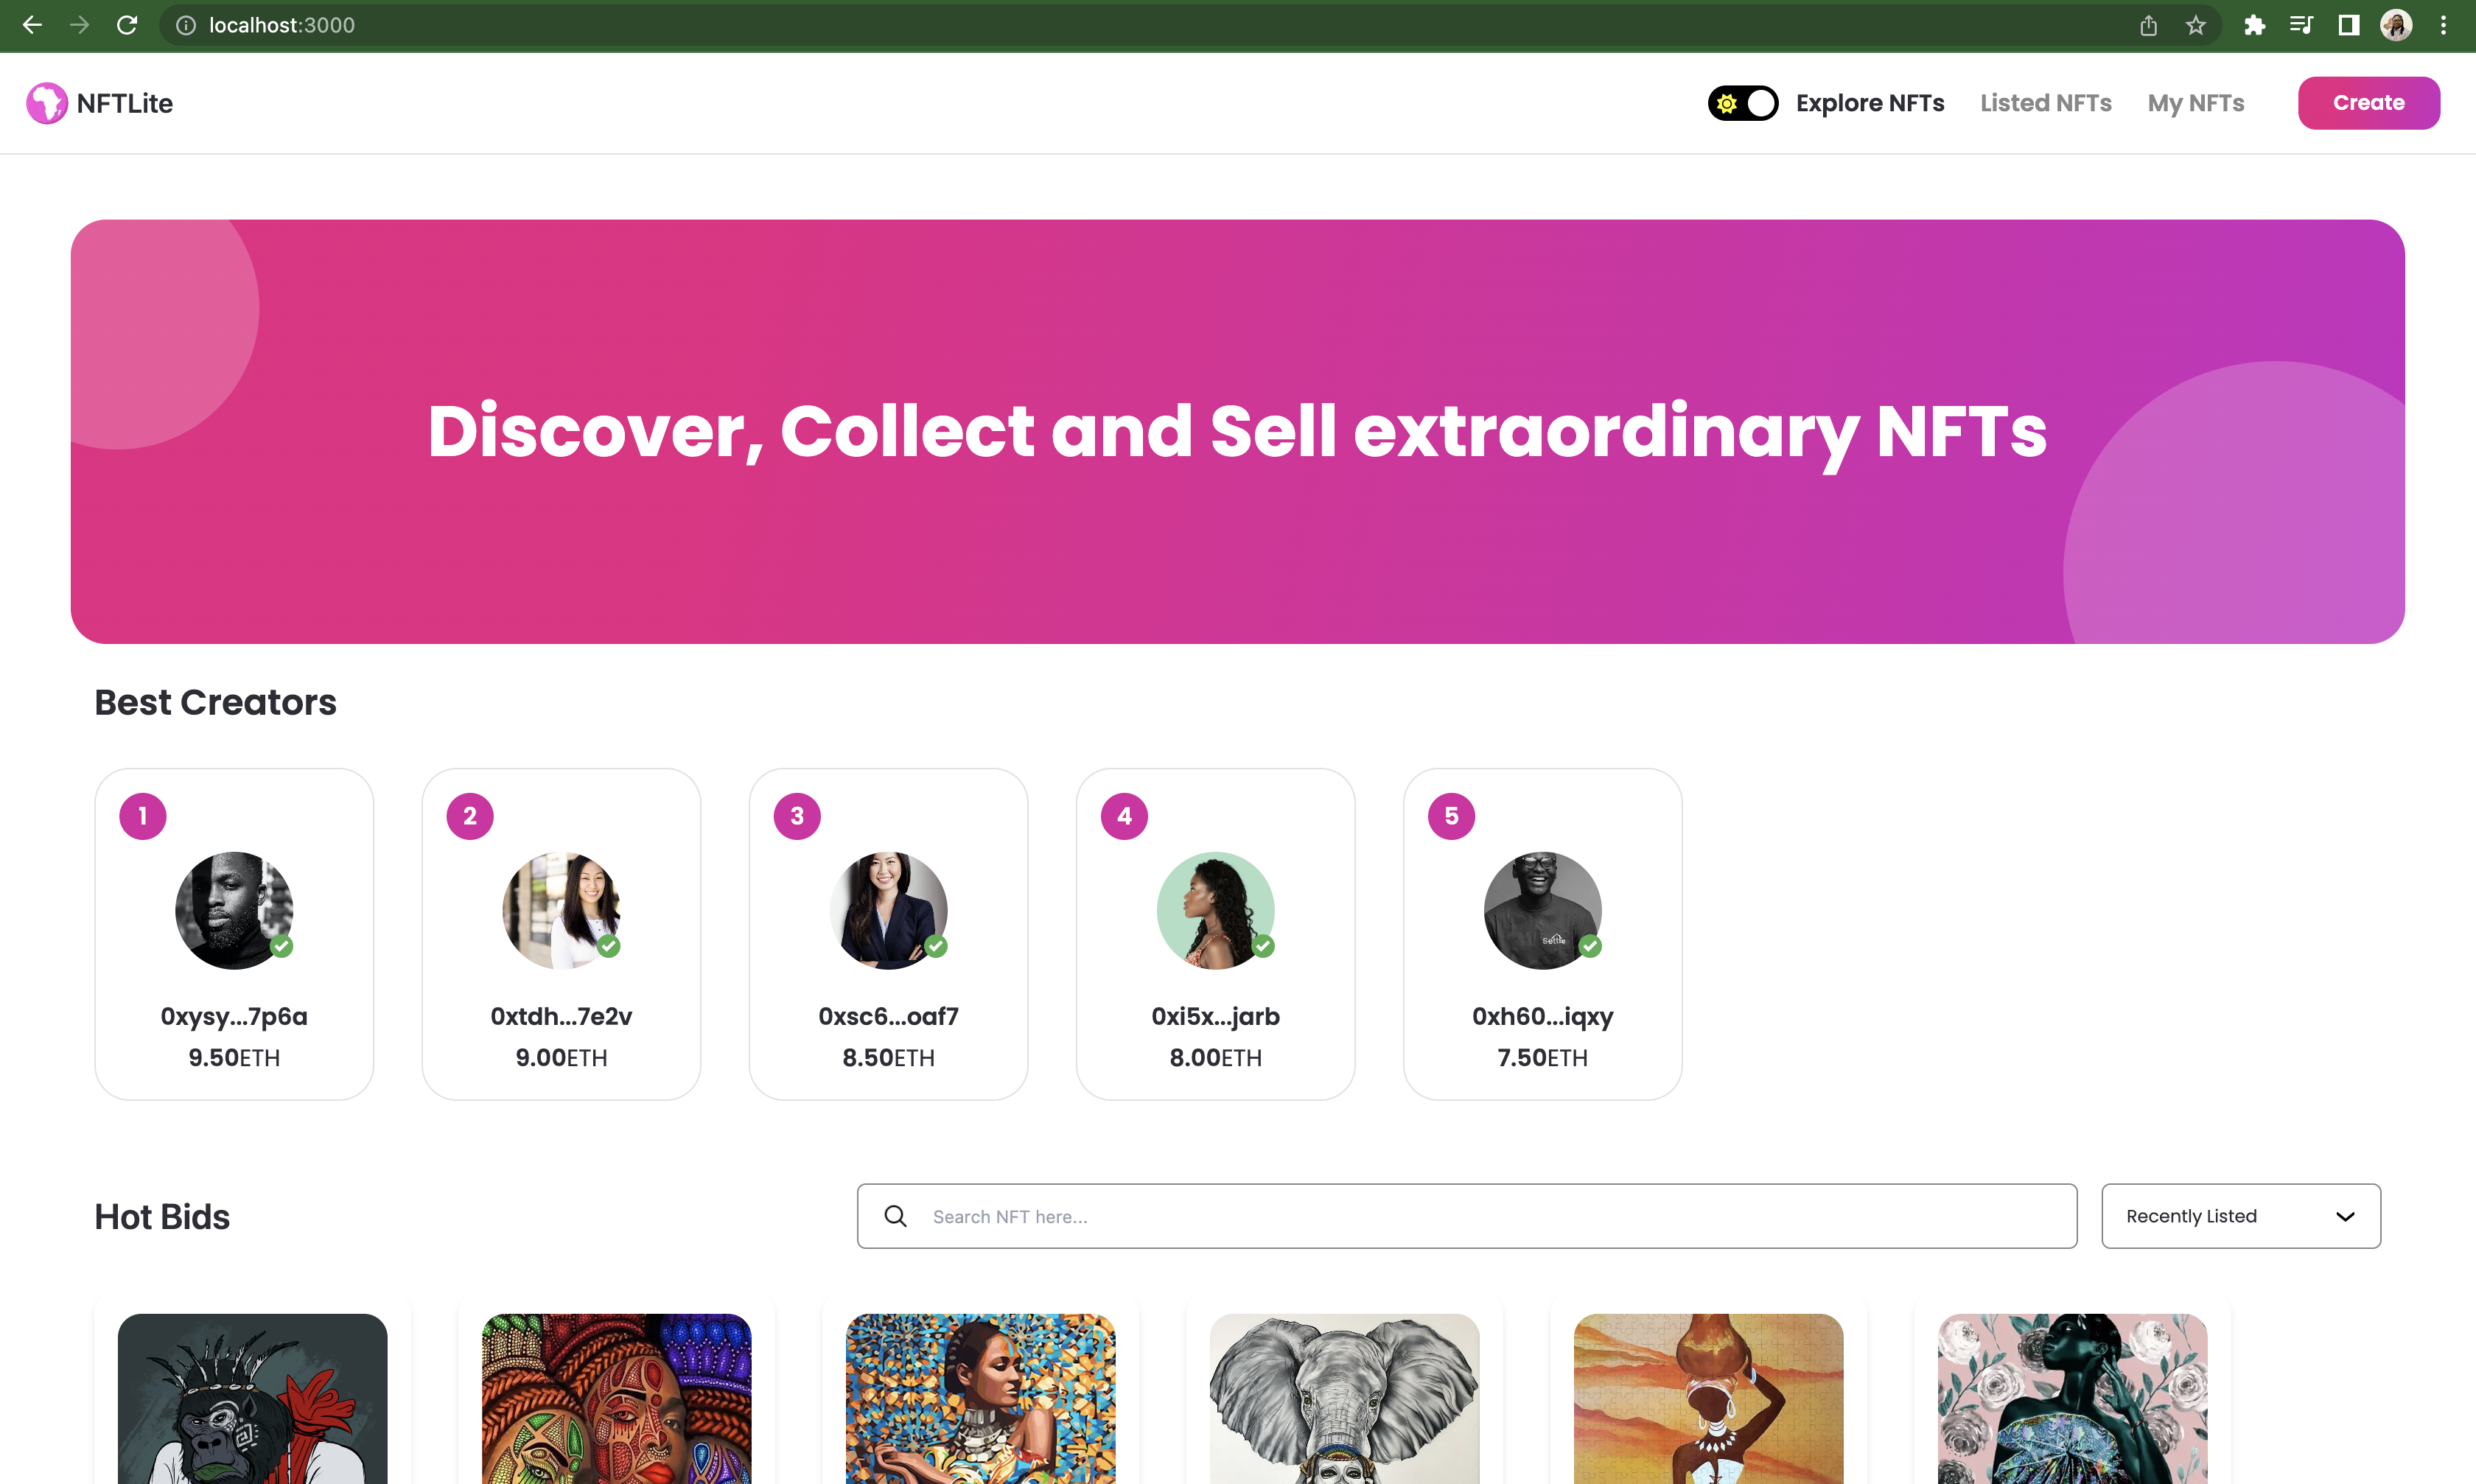 localhost:3000
NFTLite
Explore NFTs
Listed NFTs
My NFTs
Create
Discover, Collect and Sell extraordinary NFTs
Best Creators
1
2
3
4
5
Settle
0xysy...7p6a
0xtdh...7e2v
0xsc6...oaf7
0xi5x...jarb
0xh60...iqxy
9.50ETH
9.00ETH
8.50ETH
8.00ETH
7.50ETH
Hot Bids
Search NFT here...
Recently Listed